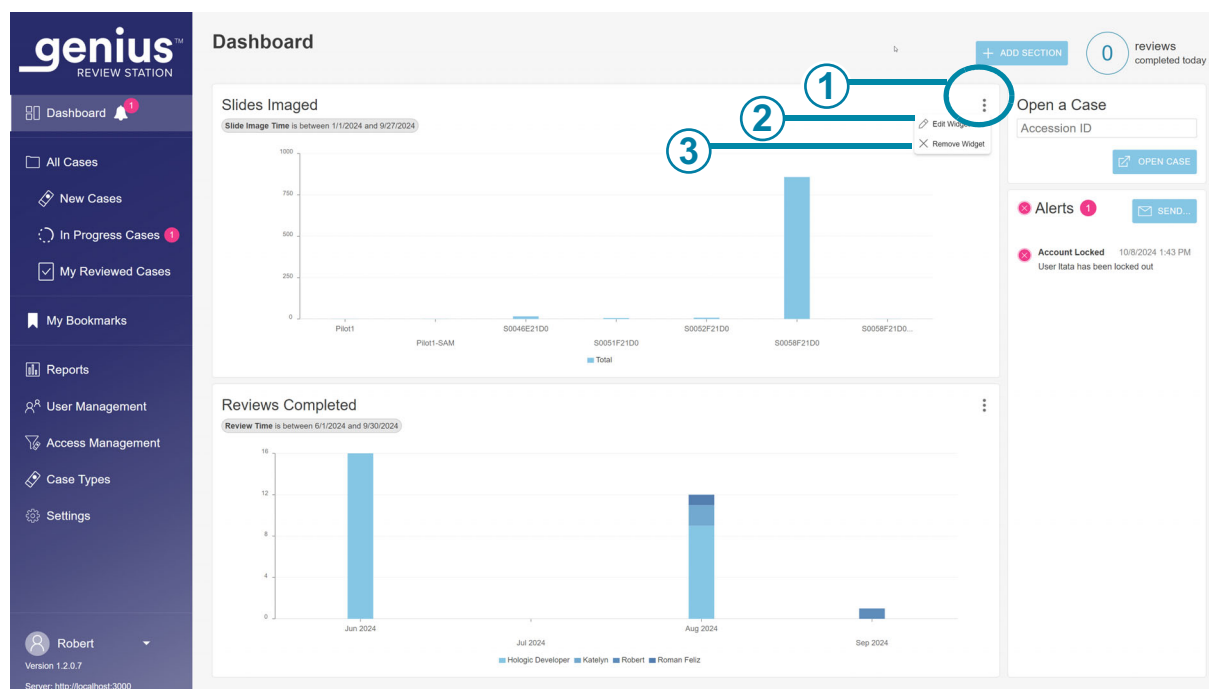 genius™
REVIEW STATION
Dashboard 1
All Cases
New Cases
In Progress Cases 1
My Reviewed Cases
My Bookmarks
Reports
User Management
Access Management
Case Types
Settings
Robert
Version 1.2.0.7
Server: http://localhost:3000
Dashboard
+ ADD SECTION
0 reviews
completed today
1
2
3
Slides Imaged
Slide Image Time is between 1/1/2024 and 9/27/2024
Edit Widget
Remove Widget
1000
750
500
250
0
Pilot1
Pilot1-SAM
S0046E21D0
S0051F21D0
S0052F21D0
S0058F21D0
S0058F21D0...
Total
Reviews Completed
Review Time is between 6/1/2024 and 9/30/2024
16
12
8
4
0
Jun 2024
Jul 2024
Aug 2024
Sep 2024
Hologic Developer Katelyn Robert Roman Feliz
Open a Case
Accession ID
OPEN CASE
Alerts 1
SEND...
Account Locked 10/8/2024 1:43 PM
User ltata has been locked out